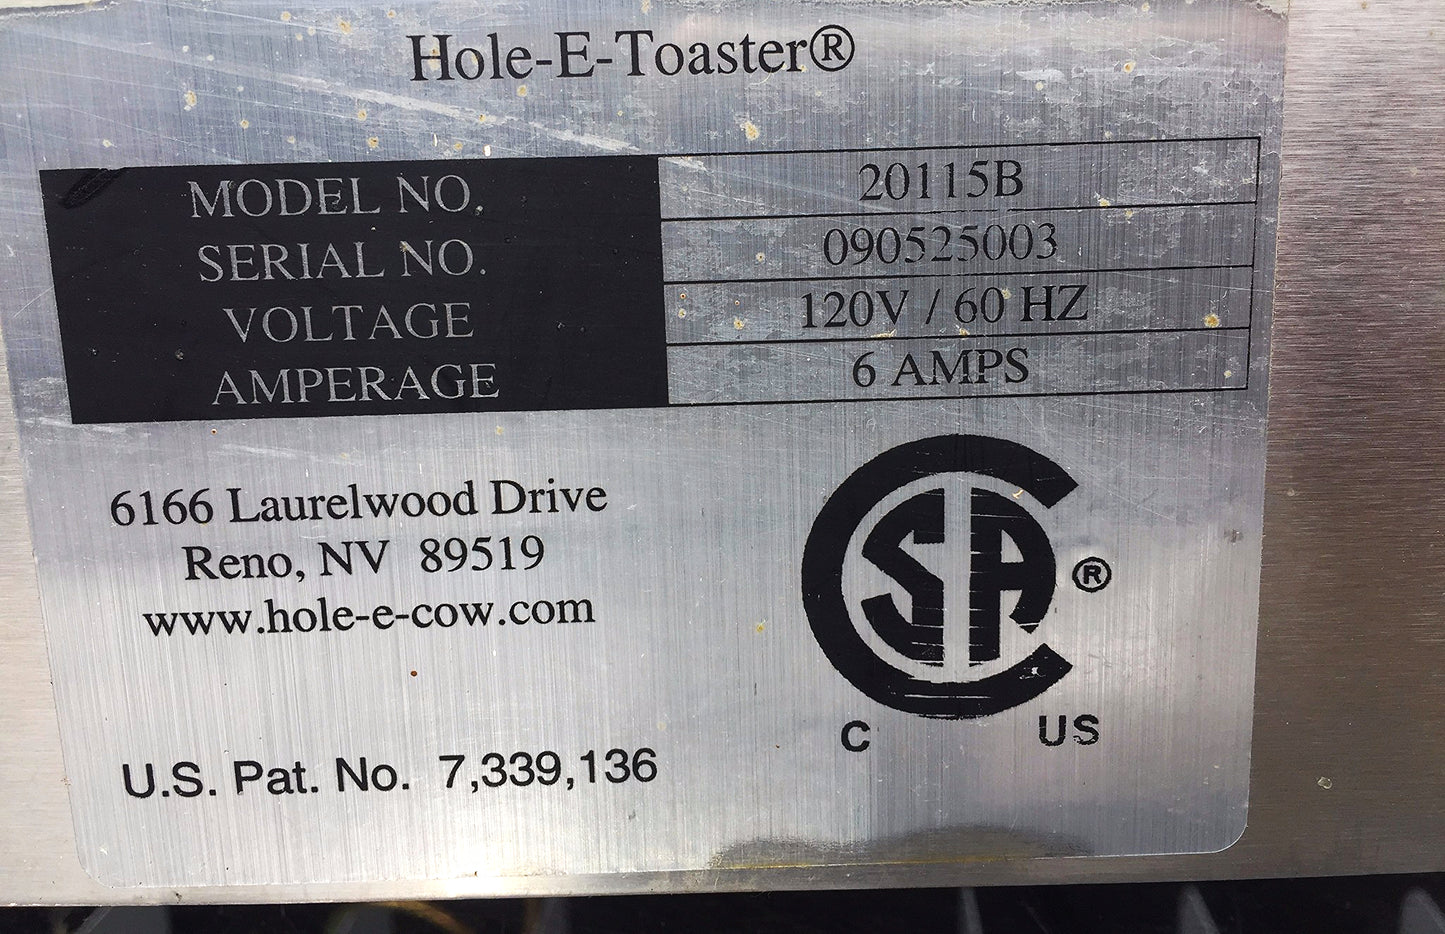 Hole-E-Toaster®
MODEL NO. 20115B
SERIAL NO. 090525003
VOLTAGE 120V / 60 HZ
AMPERAGE 6 AMPS
6166 Laurelwood Drive
Reno, NV 89519
www.hole-e-cow.com
CSA ®
C US
U.S. Pat. No. 7,339,136